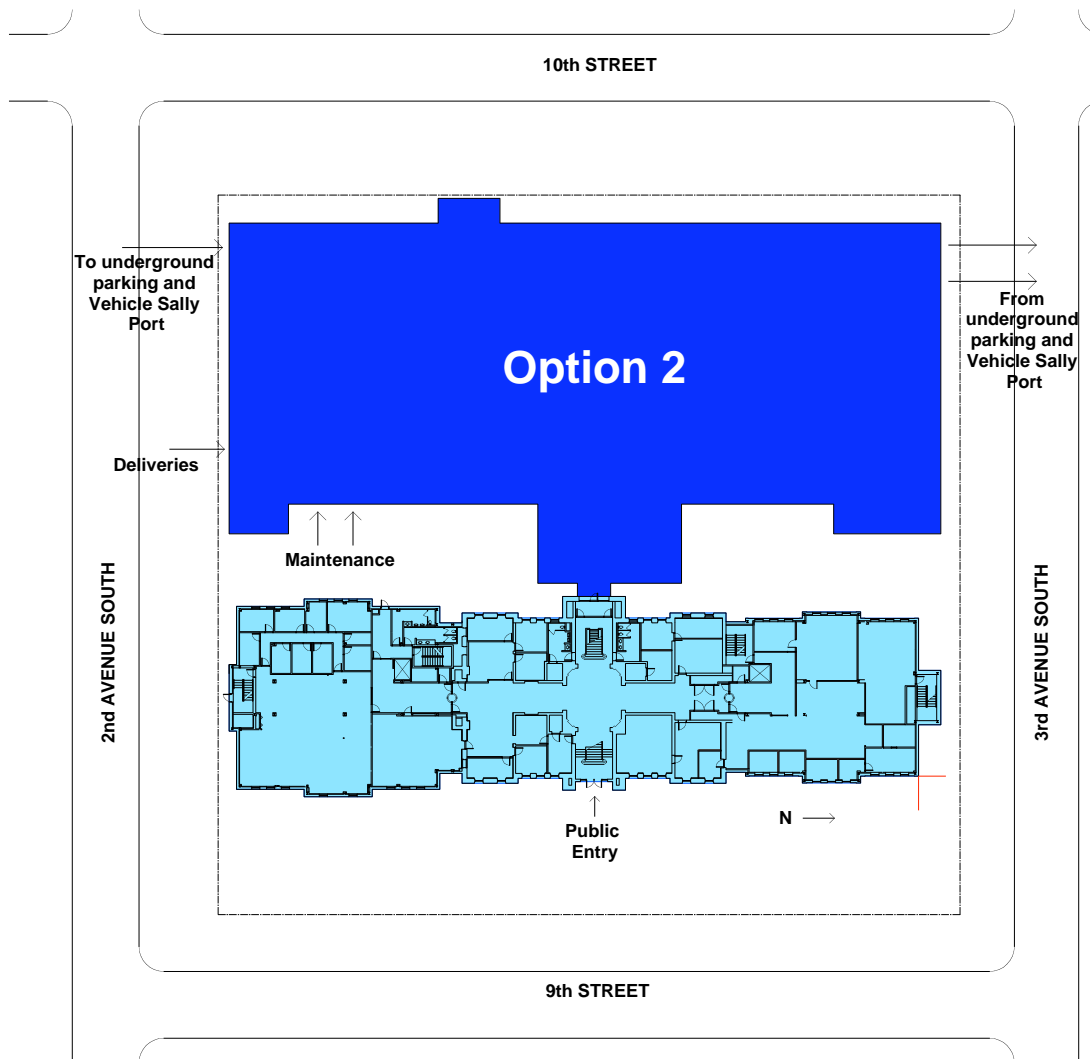 10th STREET
To underground
parking and
Vehicle Sally
Port
From
underground
parking and
Vehicle Sally
Port
Option 2
Deliveries
Maintenance
2nd AVENUE SOUTH
3rd AVENUE SOUTH
N
Public
Entry
9th STREET